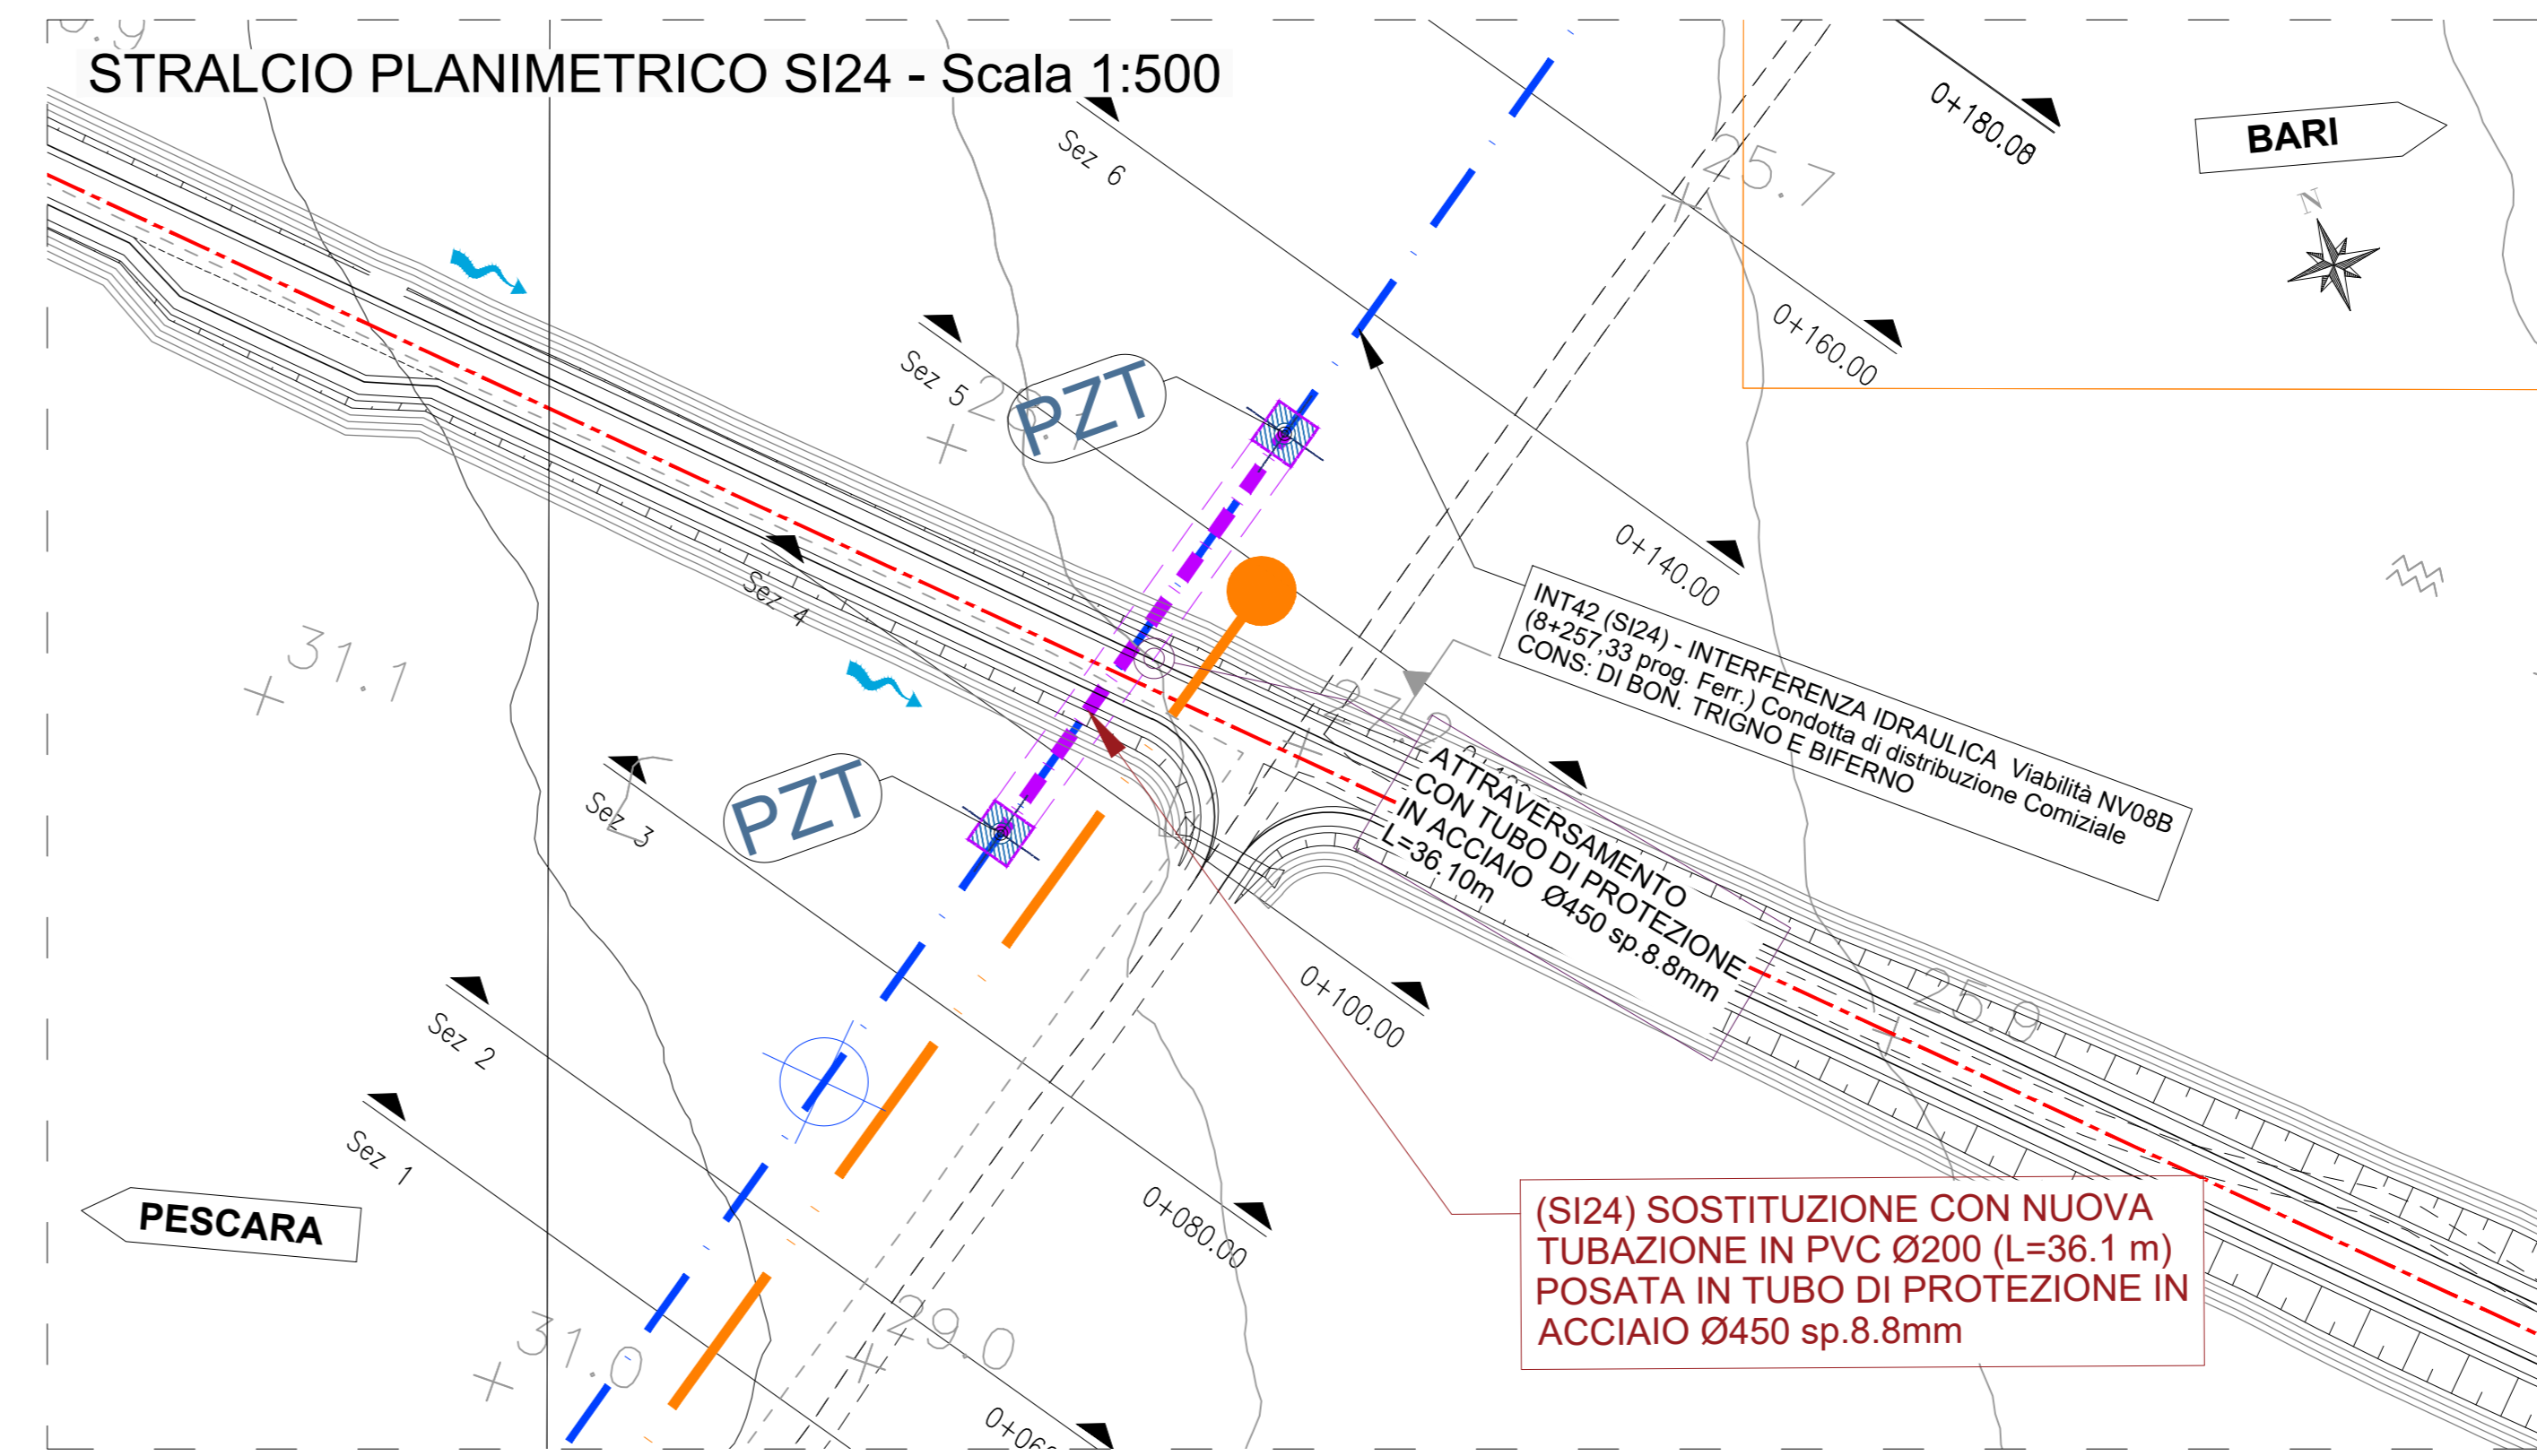 STRALCIO PLANIMETRICO SI24 - Scala 1:500
0+180.00
BARI
25.7
Sez 6
N
0+160.00
Sez 5
PZT
0+140.00
Sez 4
INT42 (SI24) - INTERFERENZA IDRAULICA Viabilità NV08B
(8+257,33 prog. Ferr.) Condotta di distribuzione Comiziale
CONS: DI BON. TRIGNO E BIFERNO
31.1
ATTRAVERSAMENTO
CON TUBO DI PROTEZIONE
IN ACCIAIO Ø450 sp.8.8mm
L=36.10m
PZT
Sez 3
0+100.00
25.9
Sez 2
Sez 1
0+080.00
PESCARA
(SI24) SOSTITUZIONE CON NUOVA
TUBAZIONE IN PVC Ø200 (L=36.1 m)
POSATA IN TUBO DI PROTEZIONE IN
ACCIAIO Ø450 sp.8.8mm
31.0
29.0